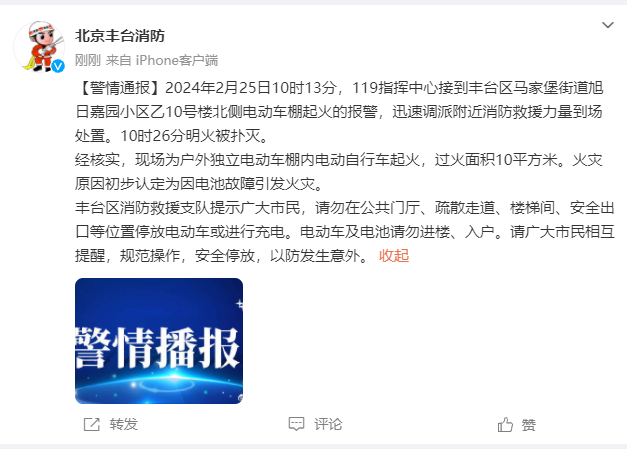 北京丰台消防
刚刚 来自 iPhone客户端
【警情通报】2024年2月25日10时13分，119指挥中心接到丰台区马家堡街道旭
日嘉园小区乙10号楼北侧电动车棚起火的报警，迅速调派附近消防救援力量到场
处置。10时26分明火被扑灭。
经核实，现场为户外独立电动车棚内电动自行车起火，过火面积10平方米。火灾
原因初步认定为因电池故障引发火灾。
丰台区消防救援支队提示广大市民，请勿在公共门厅、疏散走道、楼梯间、安全出
口等位置停放电动车或进行充电。电动车及电池请勿进楼、入户。请广大市民相互
提醒，规范操作，安全停放，以防发生意外。 收起
警情播报
转发 评论 赞